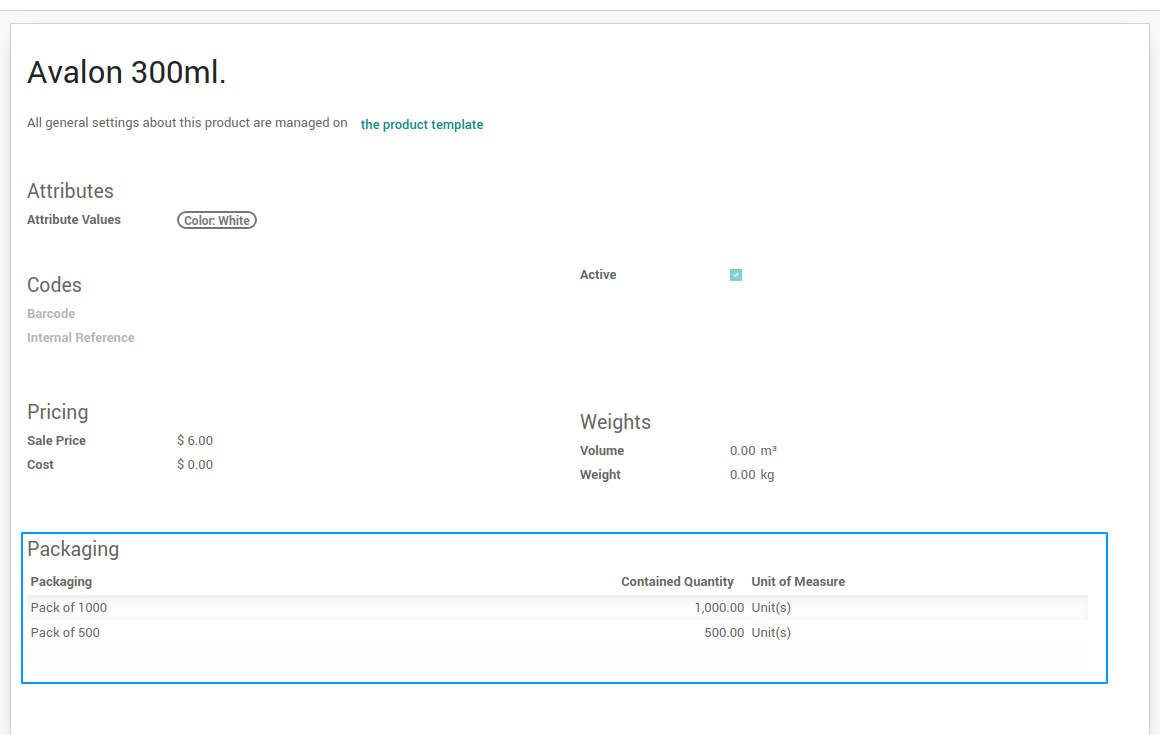 Avalon 300ml.
All general settings about this product are managed on the product template
Attributes
Attribute Values Color: White
Codes
Barcode
Internal Reference
Active
Pricing
Sale Price $ 6.00
Cost $ 0.00
Weights
Volume 0.00 m³
Weight 0.00 kg
Packaging
Packaging Contained Quantity Unit of Measure
Pack of 1000 1,000.00 Unit(s)
Pack of 500 500.00 Unit(s)